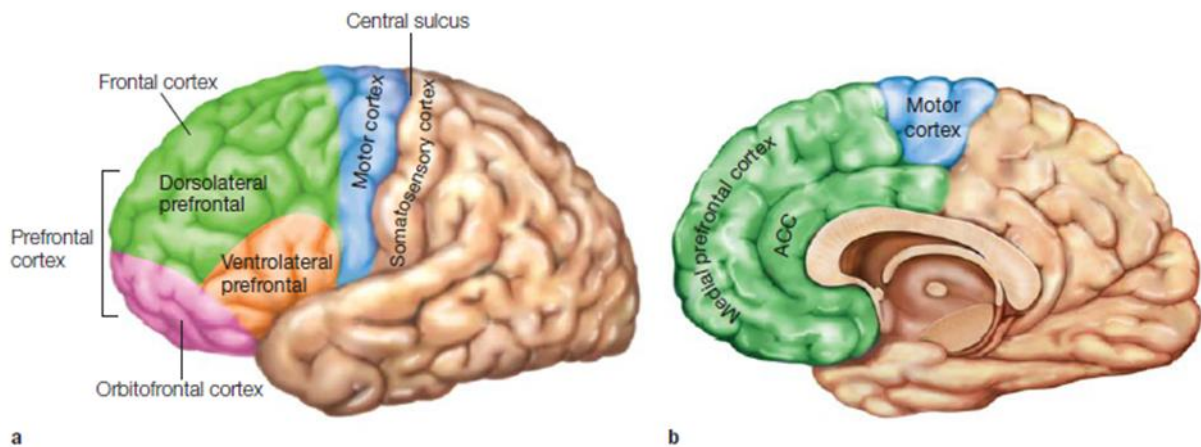 Central sulcus
Frontal cortex
Motor cortex
Somatosensory cortex
Dorsolateral
prefrontal
Prefrontal
cortex
Ventrolateral
prefrontal
Orbitofrontal cortex
a
Motor
cortex
Medial prefrontal cortex
ACC
b